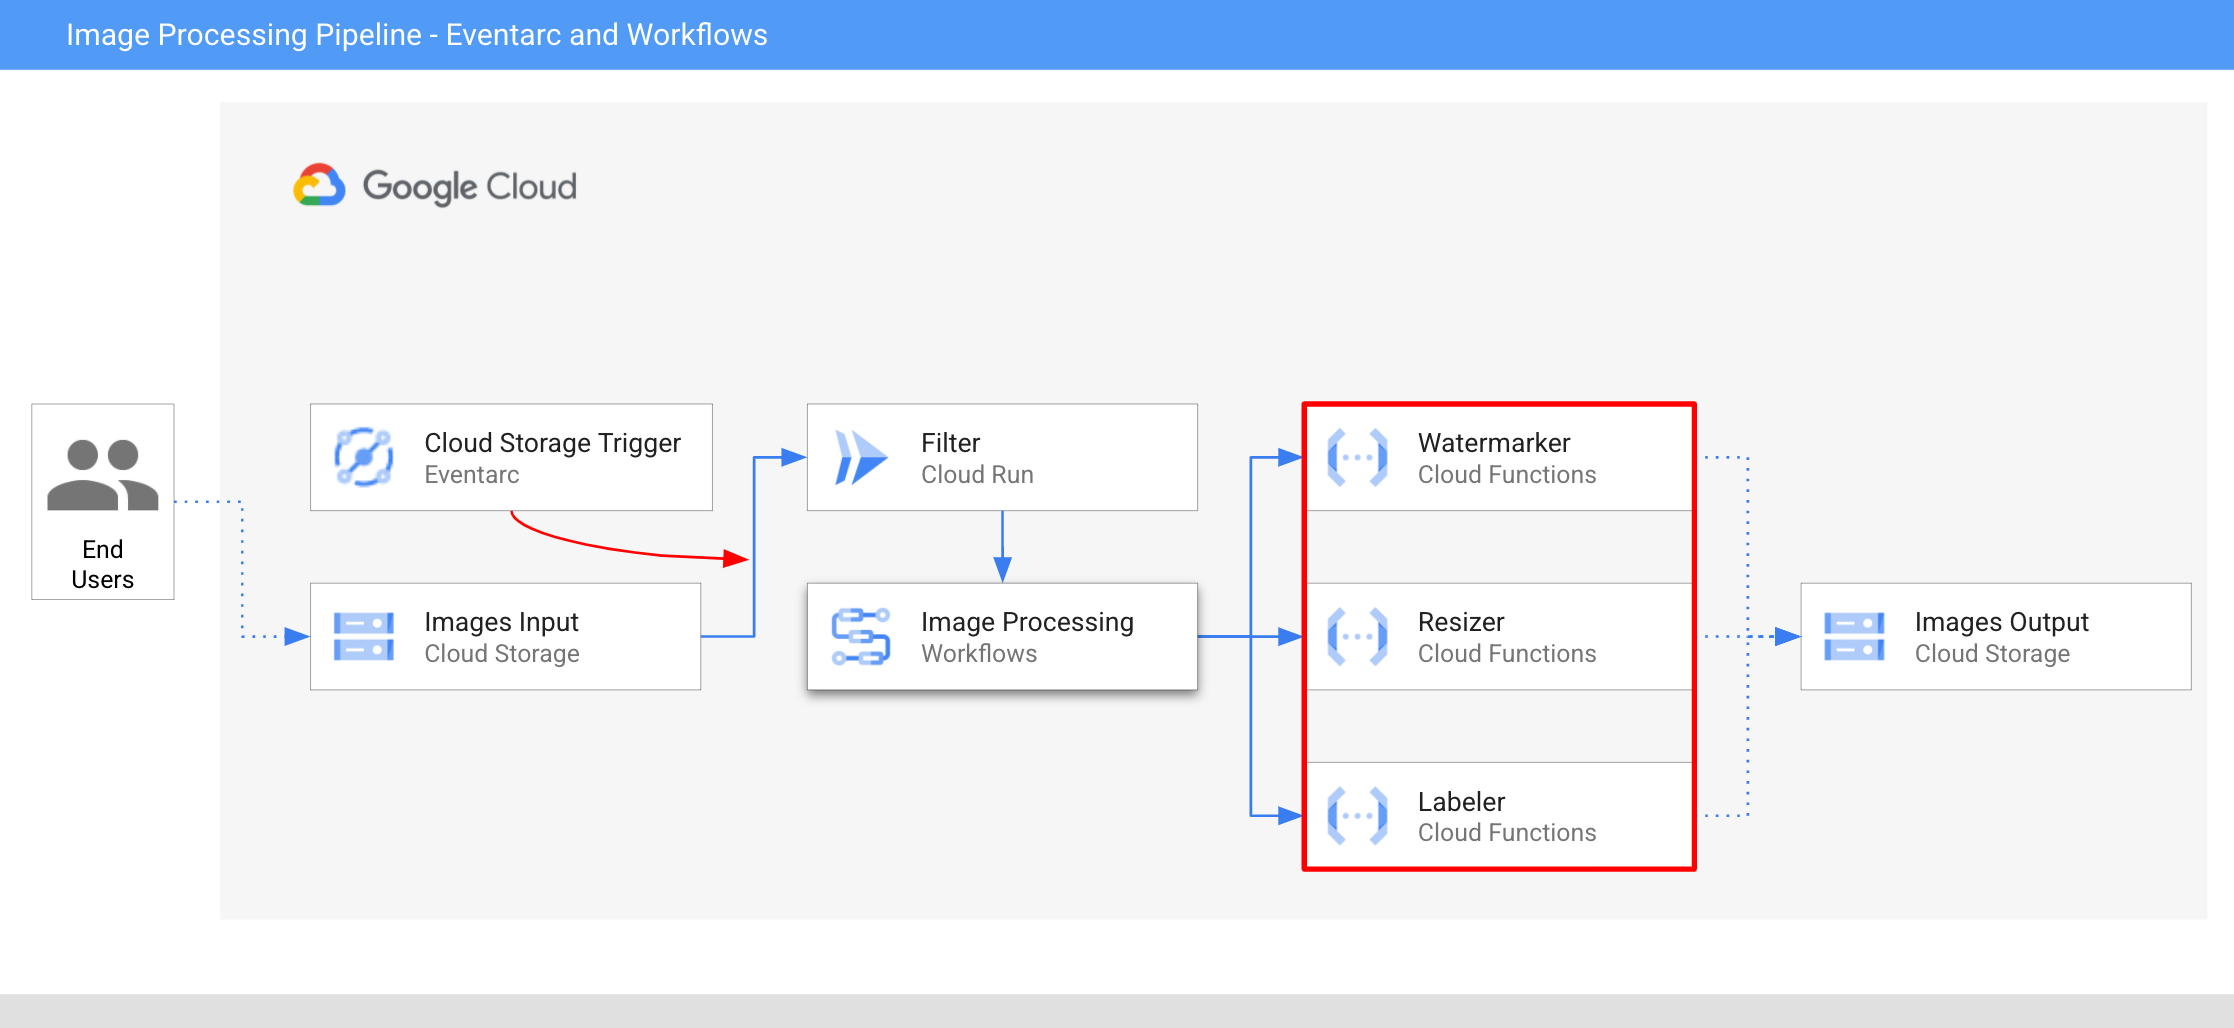 Image Processing Pipeline - Eventarc and Workflows
Google Cloud
End
Users
Cloud Storage Trigger
Eventarc
Images Input
Cloud Storage
Filter
Cloud Run
Image Processing
Workflows
Watermarker
Cloud Functions
Resizer
Cloud Functions
Labeler
Cloud Functions
Images Output
Cloud Storage